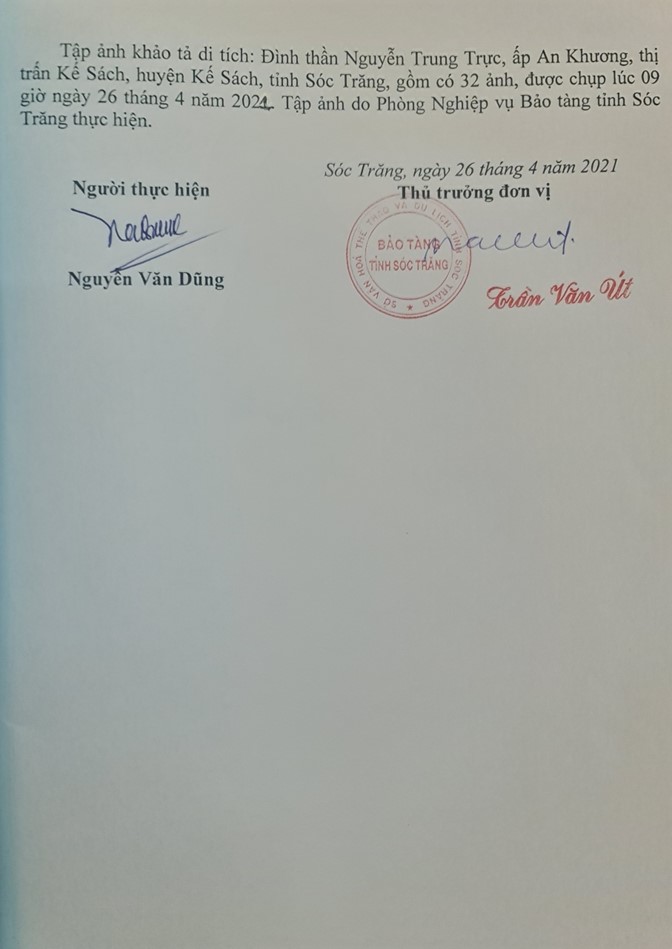 Tập ảnh khảo tả di tích: Đình thần Nguyễn Trung Trực, ấp An Khương, thị
trấn Kế Sách, huyện Kế Sách, tỉnh Sóc Trăng, gồm có 32 ảnh, được chụp lúc 09
giờ ngày 26 tháng 4 năm 2021. Tập ảnh do Phòng Nghiệp vụ Bảo tàng tỉnh Sóc
Trăng thực hiện.
Sóc Trăng, ngày 26 tháng 4 năm 2021
Người thực hiện
Thủ trưởng đơn vị
SỞ VĂN HOÁ THỂ THAO VÀ DU LỊCH TỈNH SÓC TRĂNG
BẢO TÀNG
TỈNH SÓC TRĂNG
Nguyễn Văn Dũng
Trần Văn Út